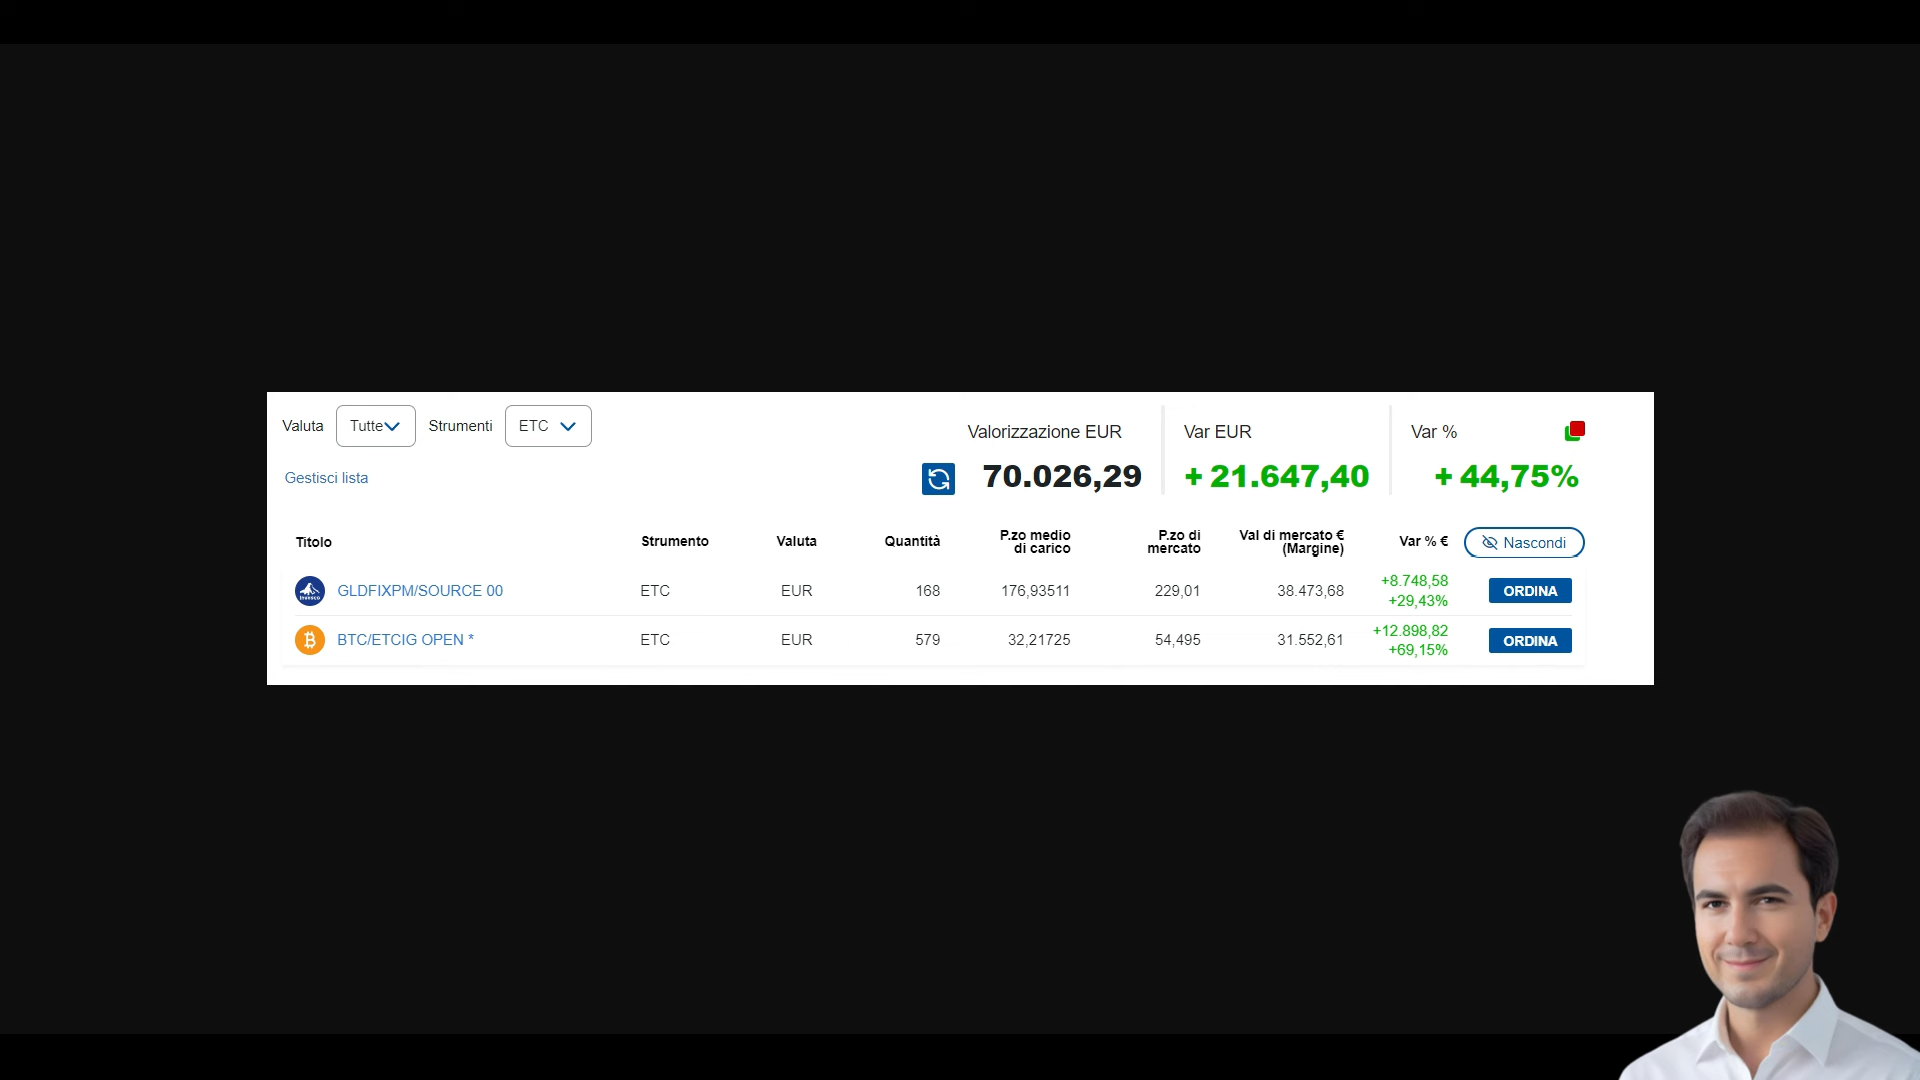 Valuta Tutte Strumenti ETC
Gestisci lista
Valorizzazione EUR Var EUR Var %
70.026,29 + 21.647,40 + 44,75%
Titolo Strumento Valuta Quantità P.zo medio di carico P.zo di mercato Val di mercato € (Margine) Var % € Nascondi
Invesco GLDFIXPM/SOURCE 00 ETC EUR 168 176,93511 229,01 38.473,68 +8.748,58 +29,43% ORDINA
BTC/ETCIG OPEN * ETC EUR 579 32,21725 54,495 31.552,61 +12.898,82 +69,15% ORDINA